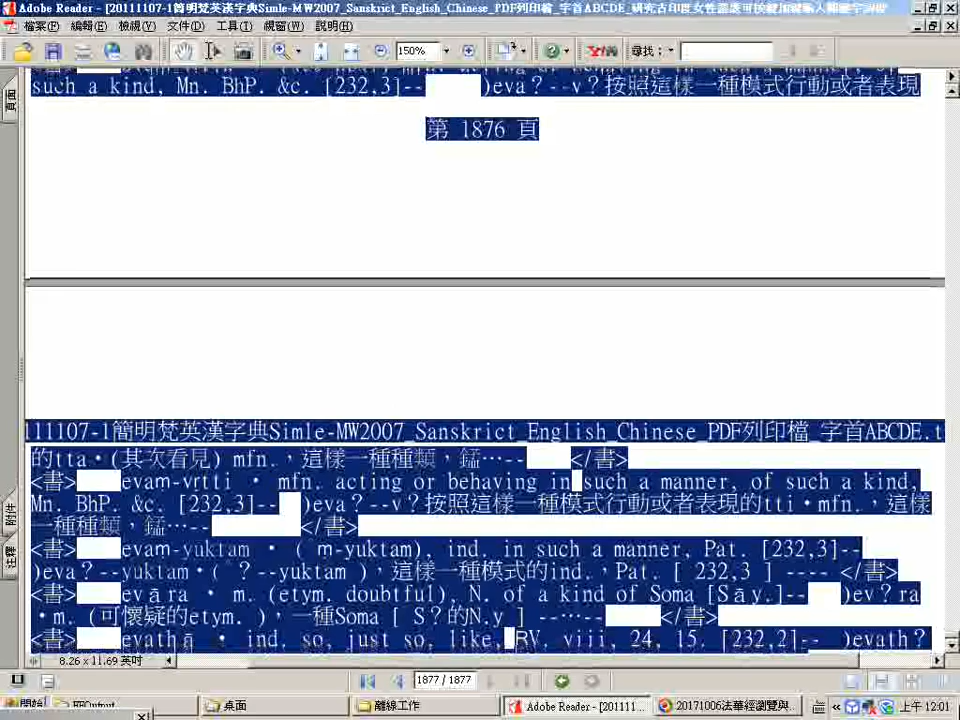 Adobe Reader - [20111107-1簡明梵英漢字典Simle-MW2007_Sanskrict_English_Chinese_PDF列印檔_字首ABCDE_研究古印度女性
檔案(F) 編輯(E) 檢視(V) 文件(D) 工具(T) 視窗(W) 說明(H)
150% 尋找：
頁面
such a kind, Mn. BhP. &c. [232,3]-- )eva？--v？按照這樣一種模式行動或者表現
第 1876 頁
111107-1簡明梵英漢字典Simle-MW2007_Sanskrict_English_Chinese_PDF列印檔_字首ABCDE.t
的tta·(其次看見) mfn.，這樣一種種類，錳…-- </書>
<書> evam-vrtti · mfn. acting or behaving in such a manner, of such a kind,
Mn. BhP. &c. [232,3]-- )eva？--v？按照這樣一種模式行動或者表現的tti·mfn.，這樣
一種種類，錳…-- </書>
<書> evam-yuktam · (˚m-yuktam), ind. in such a manner, Pat. [232,3]--
)eva？--yuktam·(˚？--yuktam )，這樣一種模式的ind.，Pat. [ 232,3 ] ---- </書>
<書> evāra · m. (etym. doubtful), N. of a kind of Soma [Sāy.]-- )ev？ra
·m. (可懷疑的etym. )，一種Soma [ S？的N.y ] --…-- </書>
<書> evathā · ind. so, just so, like, RV. viii, 24, 15. [232,2]-- )evath？
附件
注釋
8.26 x 11.69 英吋
1877 / 1877
開始 桌面 離線工作 Adobe Reader - [2011... 20171006法華經瀏覽與... 上午 12:01